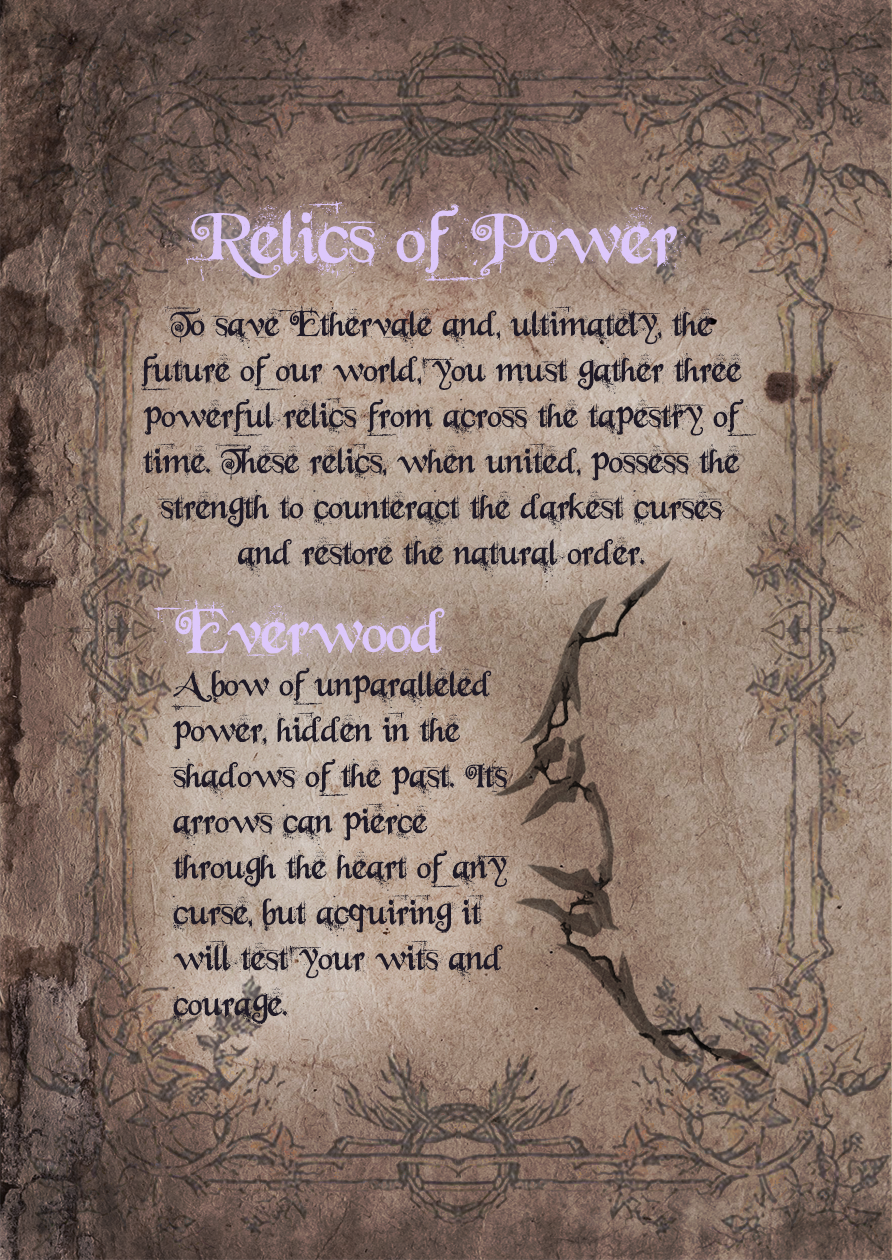 Relics of Power
To save Ethervale and, ultimately, the
future of our world, you must gather three
powerful relics from across the tapestry of
time. These relics, when united, possess the
strength to counteract the darkest curses
and restore the natural order.
Everwood
A bow of unparalleled
power, hidden in the
shadows of the past. Its
arrows can pierce
through the heart of any
curse, but acquiring it
will test your wits and
courage.